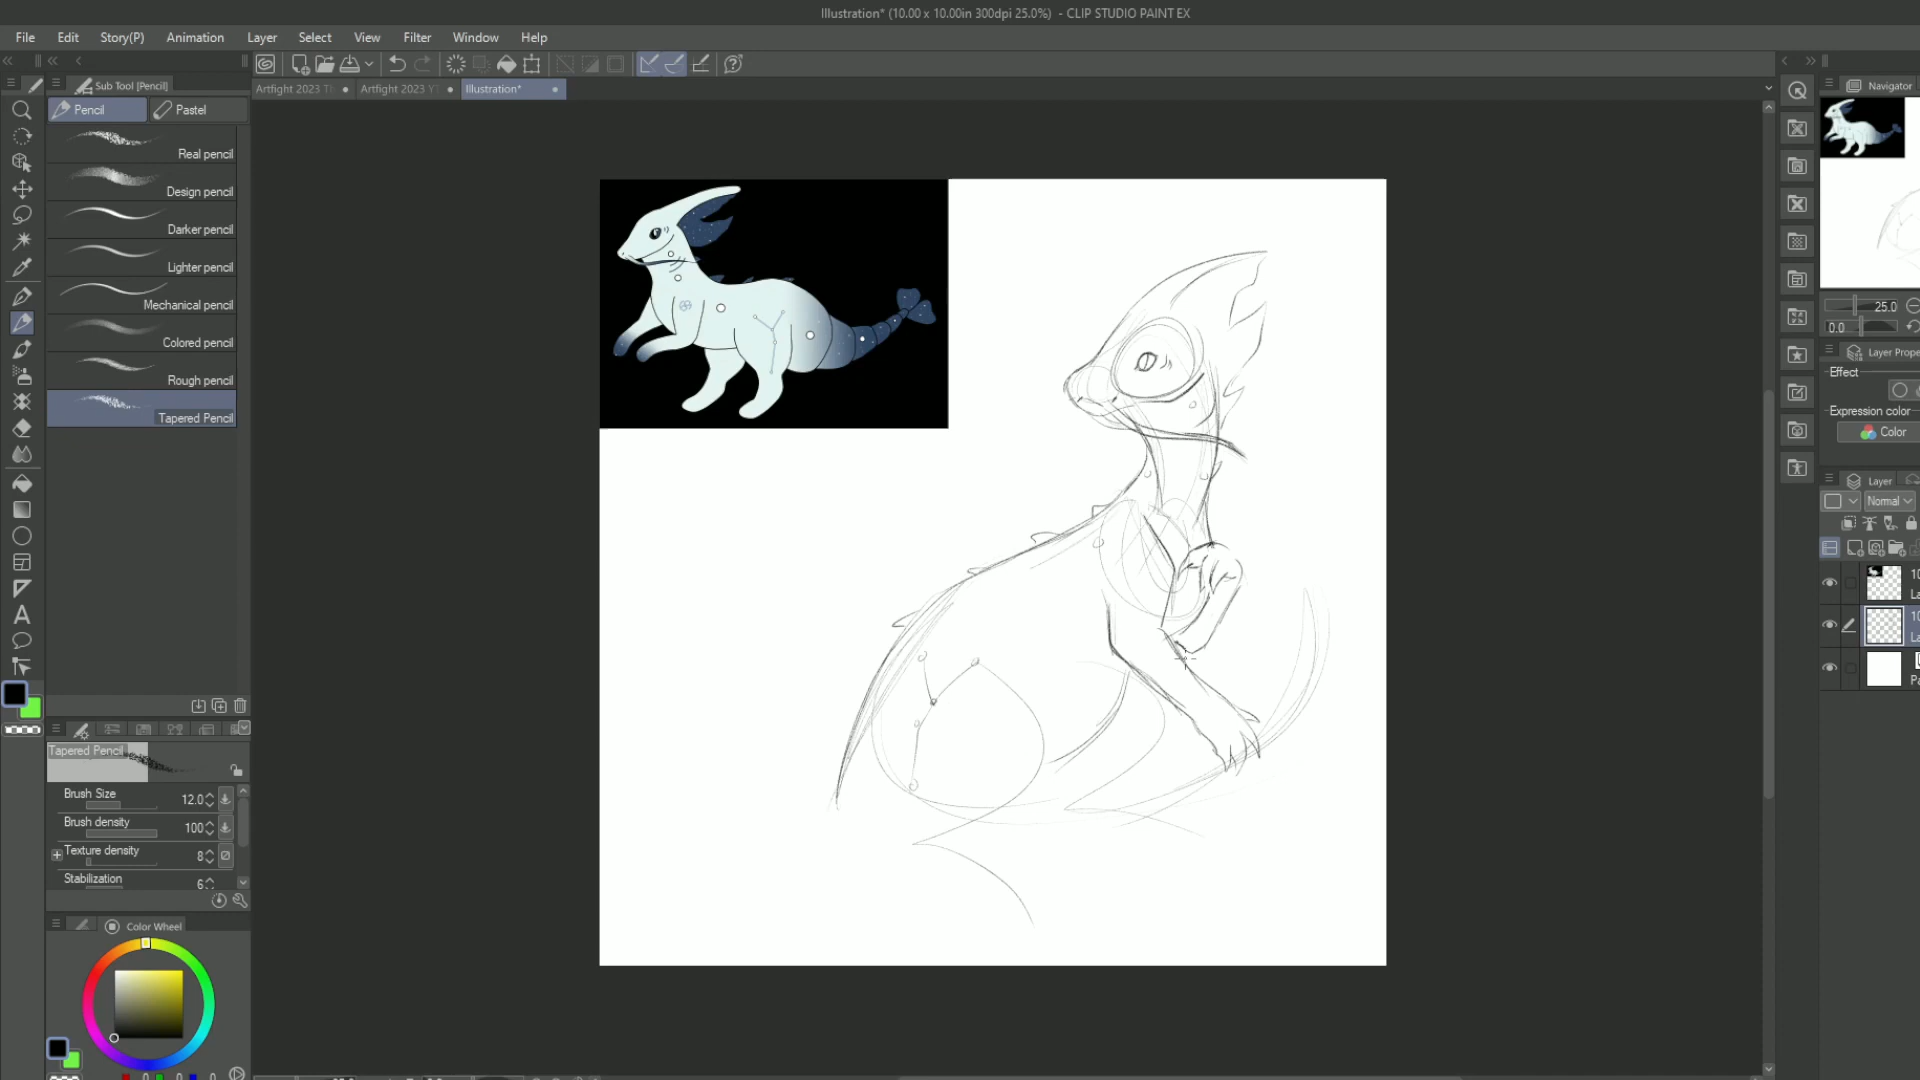 Illustration* (10.00 x 10.00in 300dpi 25.0%) - CLIP STUDIO PAINT EX
File Edit Story(P) Animation Layer Select View Filter Window Help
Sub Tool [Pencil]
Artfight 2023 Artfight 2023 Illustration*
Navigator
Pencil Pastel
Real pencil
Design pencil
Darker pencil
Lighter pencil
Mechanical pencil
Colored pencil
Rough pencil
Tapered Pencil
25.0
0.0
Layer Prope
Effect
Expression color
Color
Layer
Normal
Tapered Pencil
Brush Size 12.0
Brush density 100
Texture density 8
Stabilization 6
Color Wheel